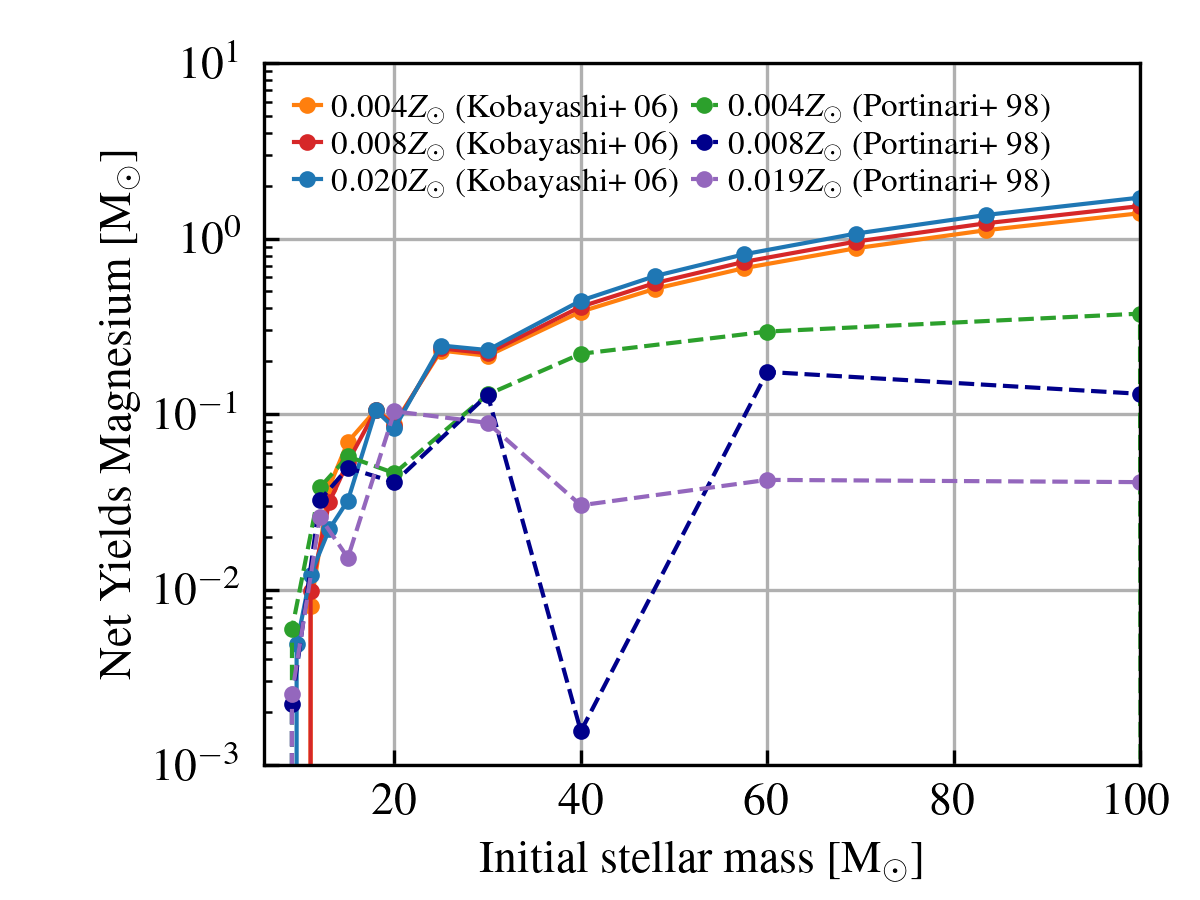 10^1
10^0
10^−1
10^−2
10^−3
Net Yields Magnesium [M☉]
0.004Z☉ (Kobayashi+ 06)
0.008Z☉ (Kobayashi+ 06)
0.020Z☉ (Kobayashi+ 06)
0.004Z☉ (Portinari+ 98)
0.008Z☉ (Portinari+ 98)
0.019Z☉ (Portinari+ 98)
20 40 60 80 100
Initial stellar mass [M☉]